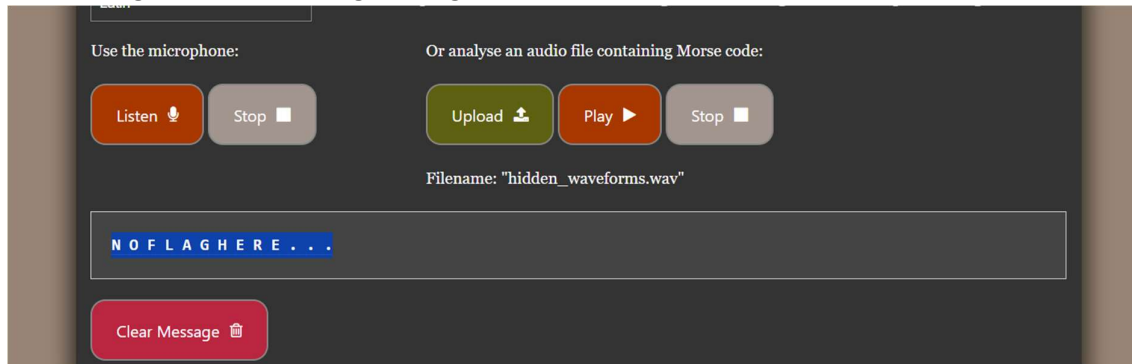 Use the microphone:
Or analyse an audio file containing Morse code:
Listen
Stop
Upload
Play
Stop
Filename: "hidden_waveforms.wav"
N O F L A G H E R E . . .
Clear Message